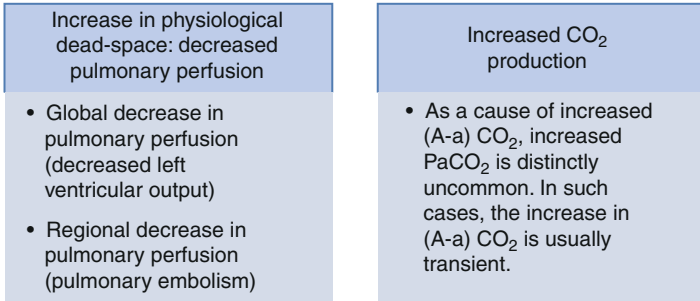 Increase in physiological
dead-space: decreased
pulmonary perfusion
• Global decrease in
pulmonary perfusion
(decreased left
ventricular output)
• Regional decrease in
pulmonary perfusion
(pulmonary embolism)
Increased CO₂
production
• As a cause of increased
(A-a) CO₂, increased
PaCO₂ is distinctly
uncommon. In such
cases, the increase in
(A-a) CO₂ is usually
transient.